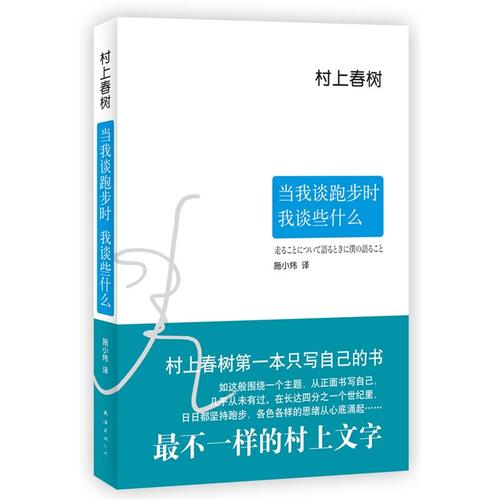 村上春树
当我谈跑步时 我谈些什么
施小炜 译
南海出版公司
村上春树
当我谈跑步时
我谈些什么
走ることについて語るときに僕の語ること
施小炜 译
村上春树第一本只写自己的书
如这般围绕一个主题，从正面书写自己，
几乎从未有过。在长达四分之一个世纪里，
日日都坚持跑步，各色各样的思绪从心底涌起……
最不一样的村上文字